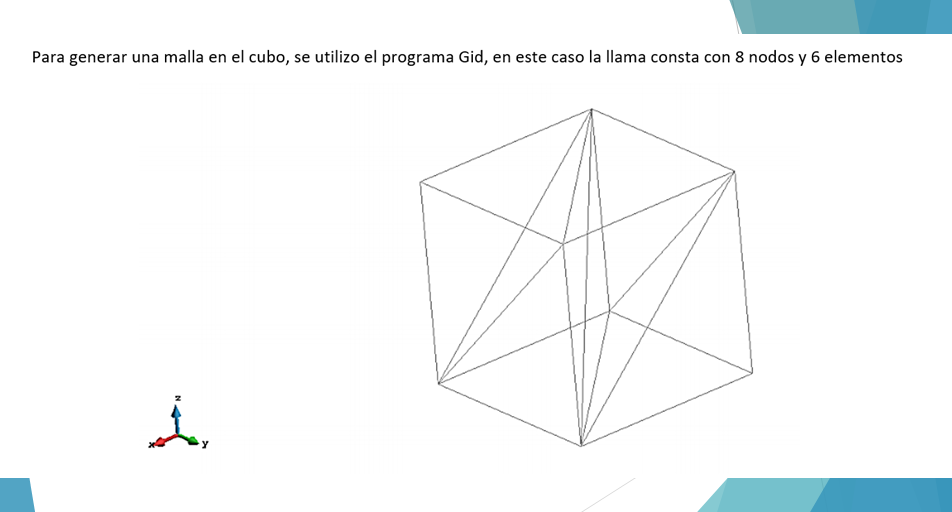 Para generar una malla en el cubo, se utilizo el programa Gid, en este caso la llama consta con 8 nodos y 6 elementos
z
x
y